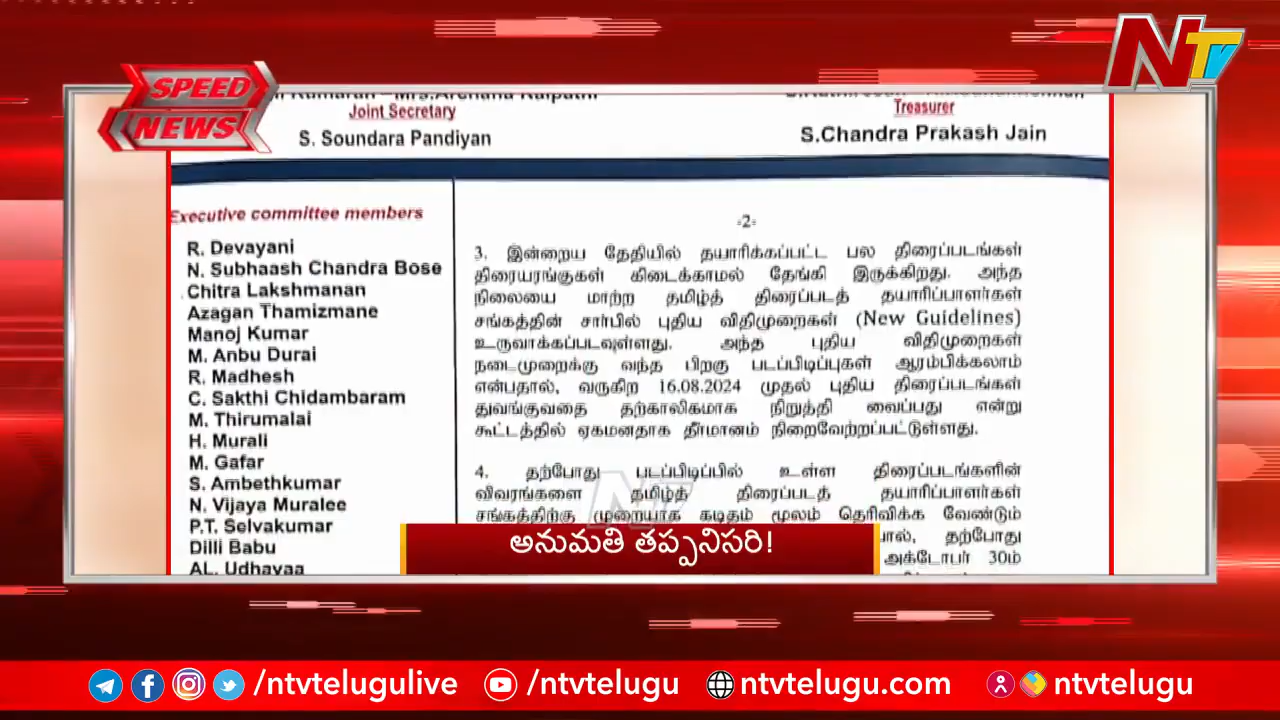 NTV
SPEED
NEWS
Joint Secretary
S. Soundara Pandiyan
Treasurer
S.Chandra Prakash Jain
Executive committee members
R. Devayani
N. Subhaash Chandra Bose
Chitra Lakshmanan
Azagan Thamizmane
Manoj Kumar
M. Anbu Durai
R. Madhesh
C. Sakthi Chidambaram
M. Thirumalai
H. Murali
M. Gafar
S. Ambethkumar
N. Vijaya Muralee
P.T. Selvakumar
Dilli Babu
AL. Udhayaa
-2-
3. இன்றைய தேதியில் தயாரிக்கப்பட்ட பல திரைப்படங்கள்
திரையரங்குகள் கிடைக்காமல் தேங்கி இருக்கிறது. அந்த
நிலையை மாற்ற தமிழ்த் திரைப்படத் தயாரிப்பாளர்கள்
சங்கத்தின் சார்பில் புதிய விதிமுறைகள் (New Guidelines)
உருவாக்கப்படவுள்ளது. அந்த புதிய விதிமுறைகள்
நடைமுறைக்கு வந்த பிறகு படப்பிடிப்புகள் ஆரம்பிக்கலாம்
என்பதால், வருகிற 16.08.2024 முதல் புதிய திரைப்படங்கள்
துவங்குவதை தற்காலிகமாக நிறுத்தி வைப்பது என்று
கூட்டத்தில் ஏகமனதாக தீர்மானம் நிறைவேற்றப்பட்டுள்ளது.
4. தற்போது படப்பிடிப்பில் உள்ள திரைப்படங்களின்
விவரங்களை தமிழ்த் திரைப்படத் தயாரிப்பாளர்கள்
சங்கத்திற்கு முறையாக கடிதம் மூலம் தெரிவிக்க வேண்டும்
தற்போது
அக்டோபர் 30ம்
అనుమతి తప్పనిసరి!
/ntvtelugulive
/ntvtelugu
ntvtelugu.com
ntvtelugu